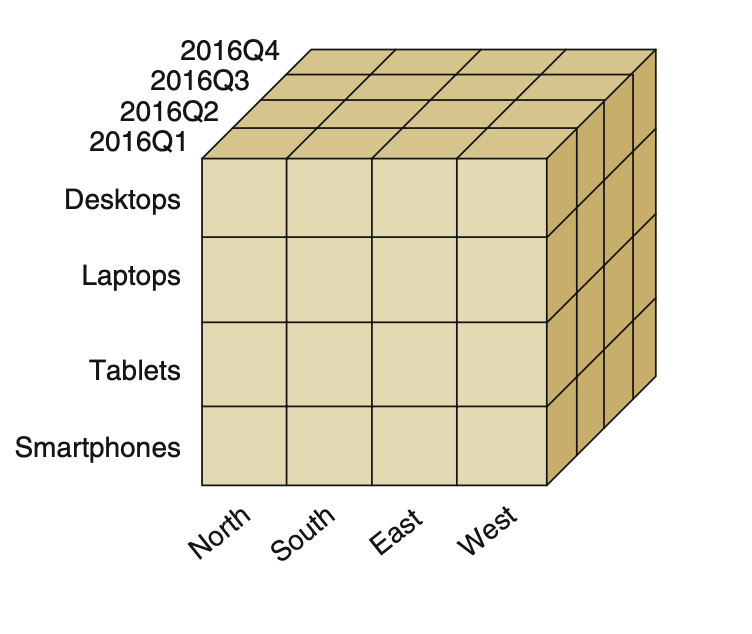 2016Q4
2016Q3
2016Q2
2016Q1
Desktops
Laptops
Tablets
Smartphones
North
South
East
West